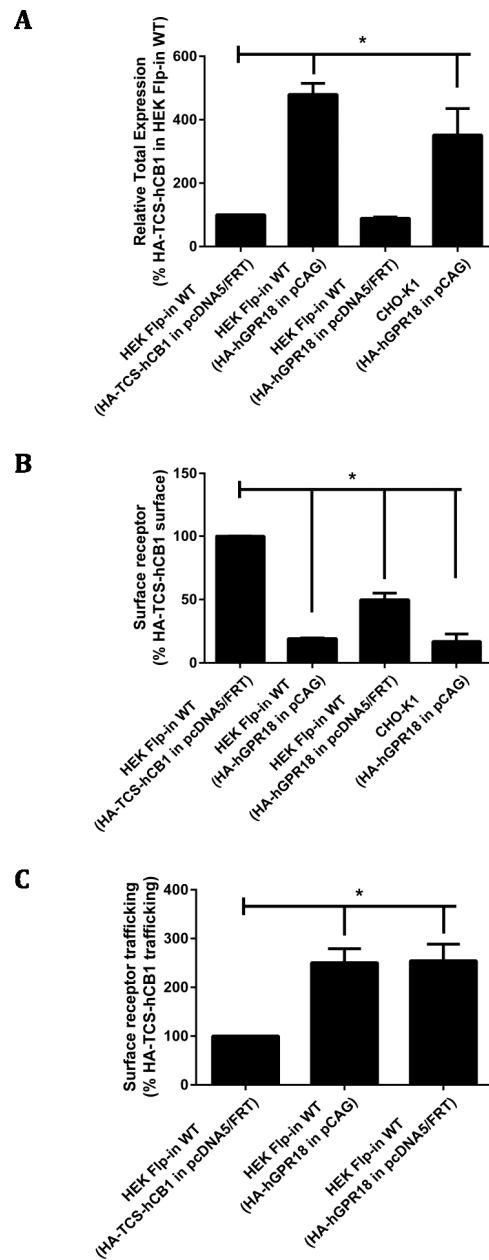 A
*
Relative Total Expression
(% HA-TCS-hCB1 in HEK Flp-in WT)
600
400
200
0
HEK Flp-in WT
(HA-TCS-hCB1 in pcDNA5/FRT)
HEK Flp-in WT
(HA-hGPR18 in pCAG)
HEK Flp-in WT
(HA-hGPR18 in pcDNA5/FRT)
CHO-K1
(HA-hGPR18 in pCAG)
B
*
Surface receptor
(% HA-TCS-hCB1 surface)
150
100
50
0
HEK Flp-in WT
(HA-TCS-hCB1 in pcDNA5/FRT)
HEK Flp-in WT
(HA-hGPR18 in pCAG)
HEK Flp-in WT
(HA-hGPR18 in pcDNA5/FRT)
CHO-K1
(HA-hGPR18 in pCAG)
C
*
Surface receptor trafficking
(% HA-TCS-hCB1 trafficking)
400
300
200
100
0
HEK Flp-in WT
(HA-TCS-hCB1 in pcDNA5/FRT)
HEK Flp-in WT
(HA-hGPR18 in pCAG)
HEK Flp-in WT
(HA-hGPR18 in pcDNA5/FRT)